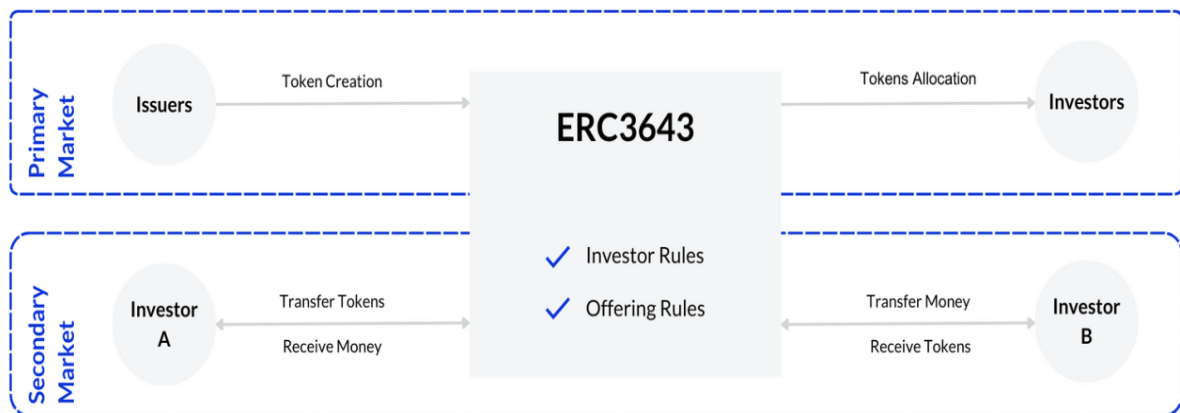 Primary
Market
Issuers
Token Creation
ERC3643
Tokens Allocation
Investors
Secondary
Market
Investor
A
Transfer Tokens
Receive Money
Investor Rules
Offering Rules
Transfer Money
Receive Tokens
Investor
B